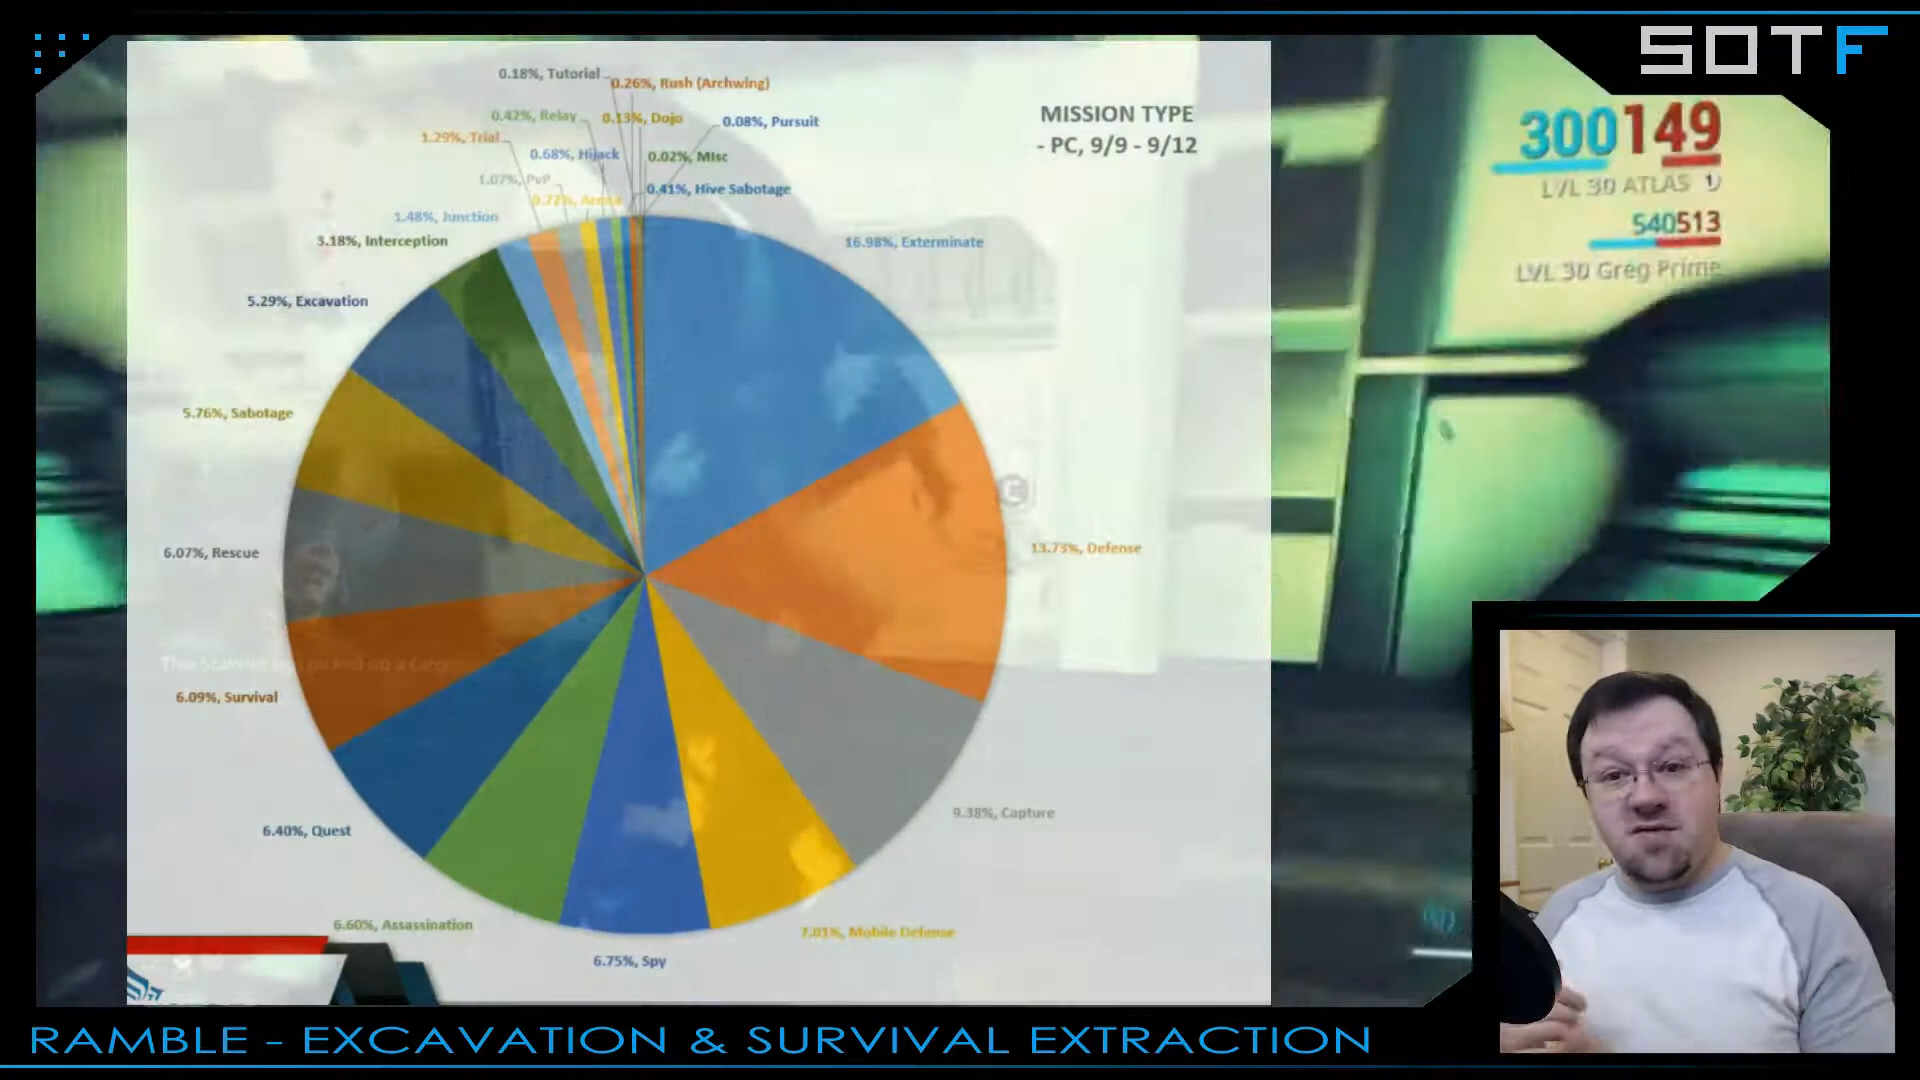 SOTF
0.18%, Tutorial
0.26%, Rush (Archwing)
MISSION TYPE
- PC, 9/9 - 9/12
0.42%, Relay
0.13%, Dojo
0.08%, Pursuit
1.29%, Trial
0.68%, Hijack
0.02%, Misc
1.07%, PvP
0.41%, Hive Sabotage
0.72%, Arena
1.48%, Junction
3.18%, Interception
16.98%, Exterminate
5.29%, Excavation
5.76%, Sabotage
6.07%, Rescue
13.73%, Defense
6.09%, Survival
6.40%, Quest
9.38%, Capture
6.60%, Assassination
7.01%, Mobile Defense
6.75%, Spy
300149
LVL 30 ATLAS
540513
LVL 30 Greg Prime
C
RAMBLE - EXCAVATION & SURVIVAL EXTRACTION